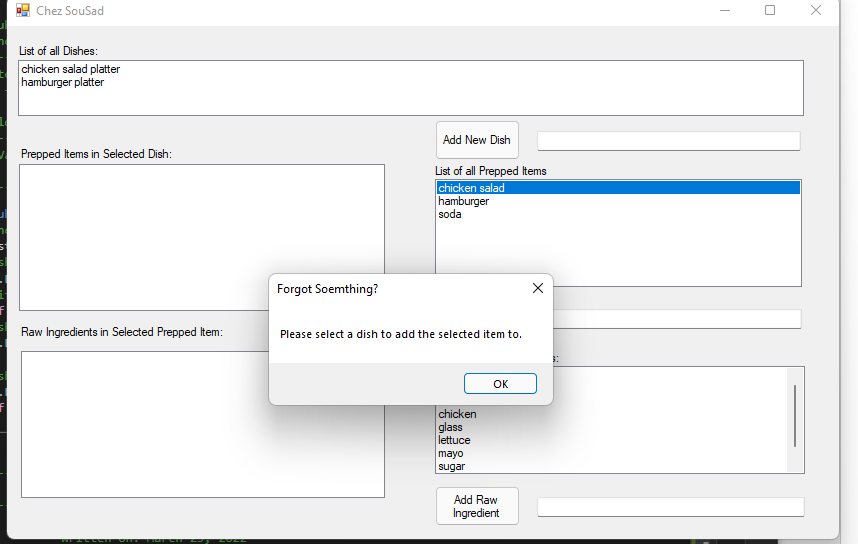 Chez SouSad
List of all Dishes:
chicken salad platter
hamburger platter
Add New Dish
Prepped Items in Selected Dish:
List of all Prepped Items
chicken salad
hamburger
soda
Forgot Soemthing?
Please select a dish to add the selected item to.
OK
Raw Ingredients in Selected Prepped Item:
s:
chicken
glass
lettuce
mayo
sugar
Add Raw
Ingredient